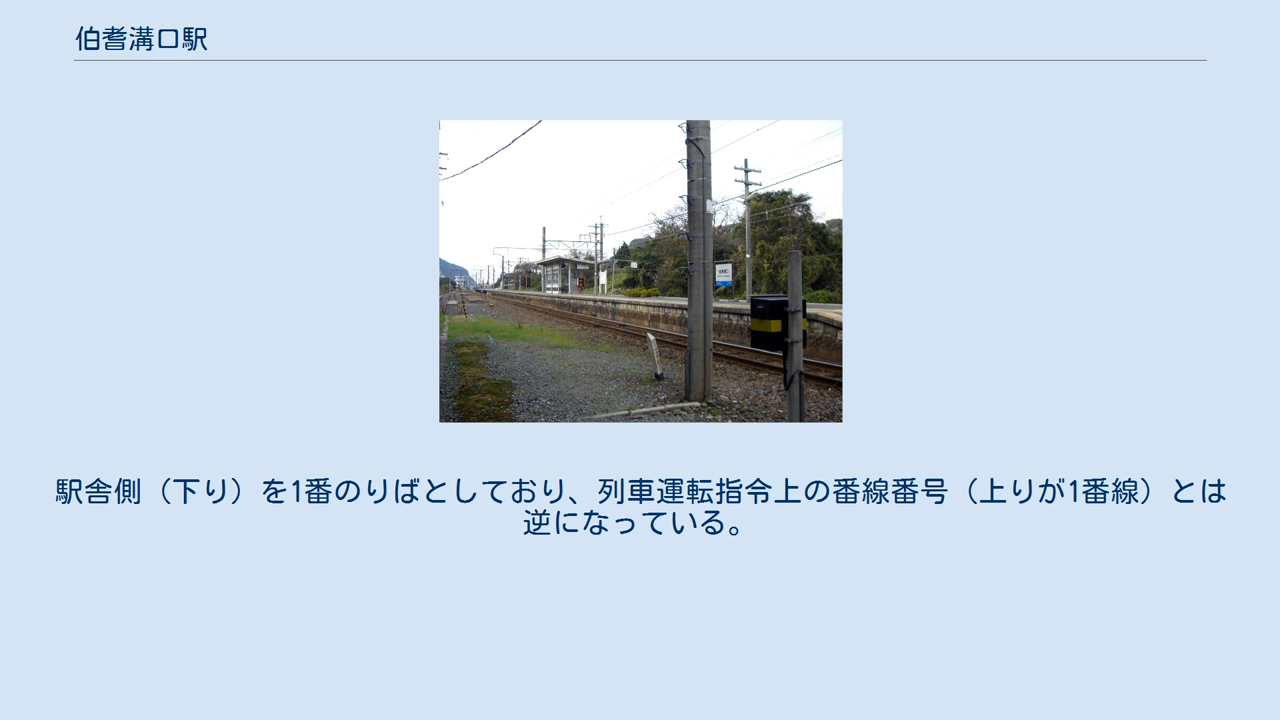 伯耆溝口駅
駅舎側（下り）を1番のりばとしており、列車運転指令上の番線番号（上りが1番線）とは
逆になっている。